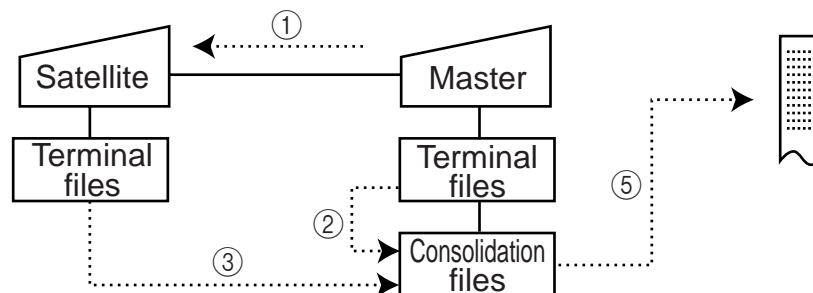 ①
Satellite
Master
Terminal
files
Terminal
files
②
③
⑤
Consolidation
files